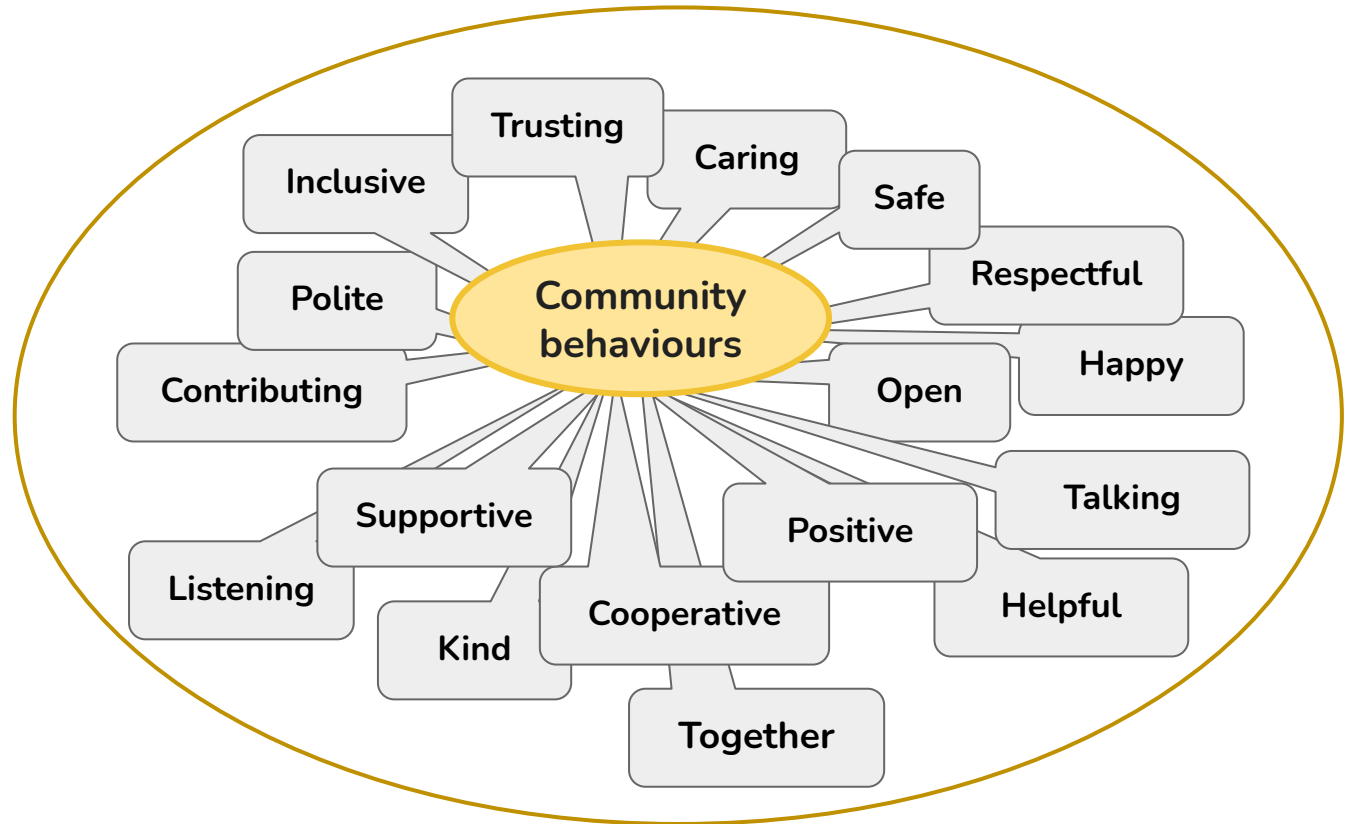 Trusting
Caring
Inclusive
Safe
Respectful
Polite
Community
behaviours
Happy
Contributing
Open
Talking
Supportive
Positive
Listening
Helpful
Cooperative
Kind
Together